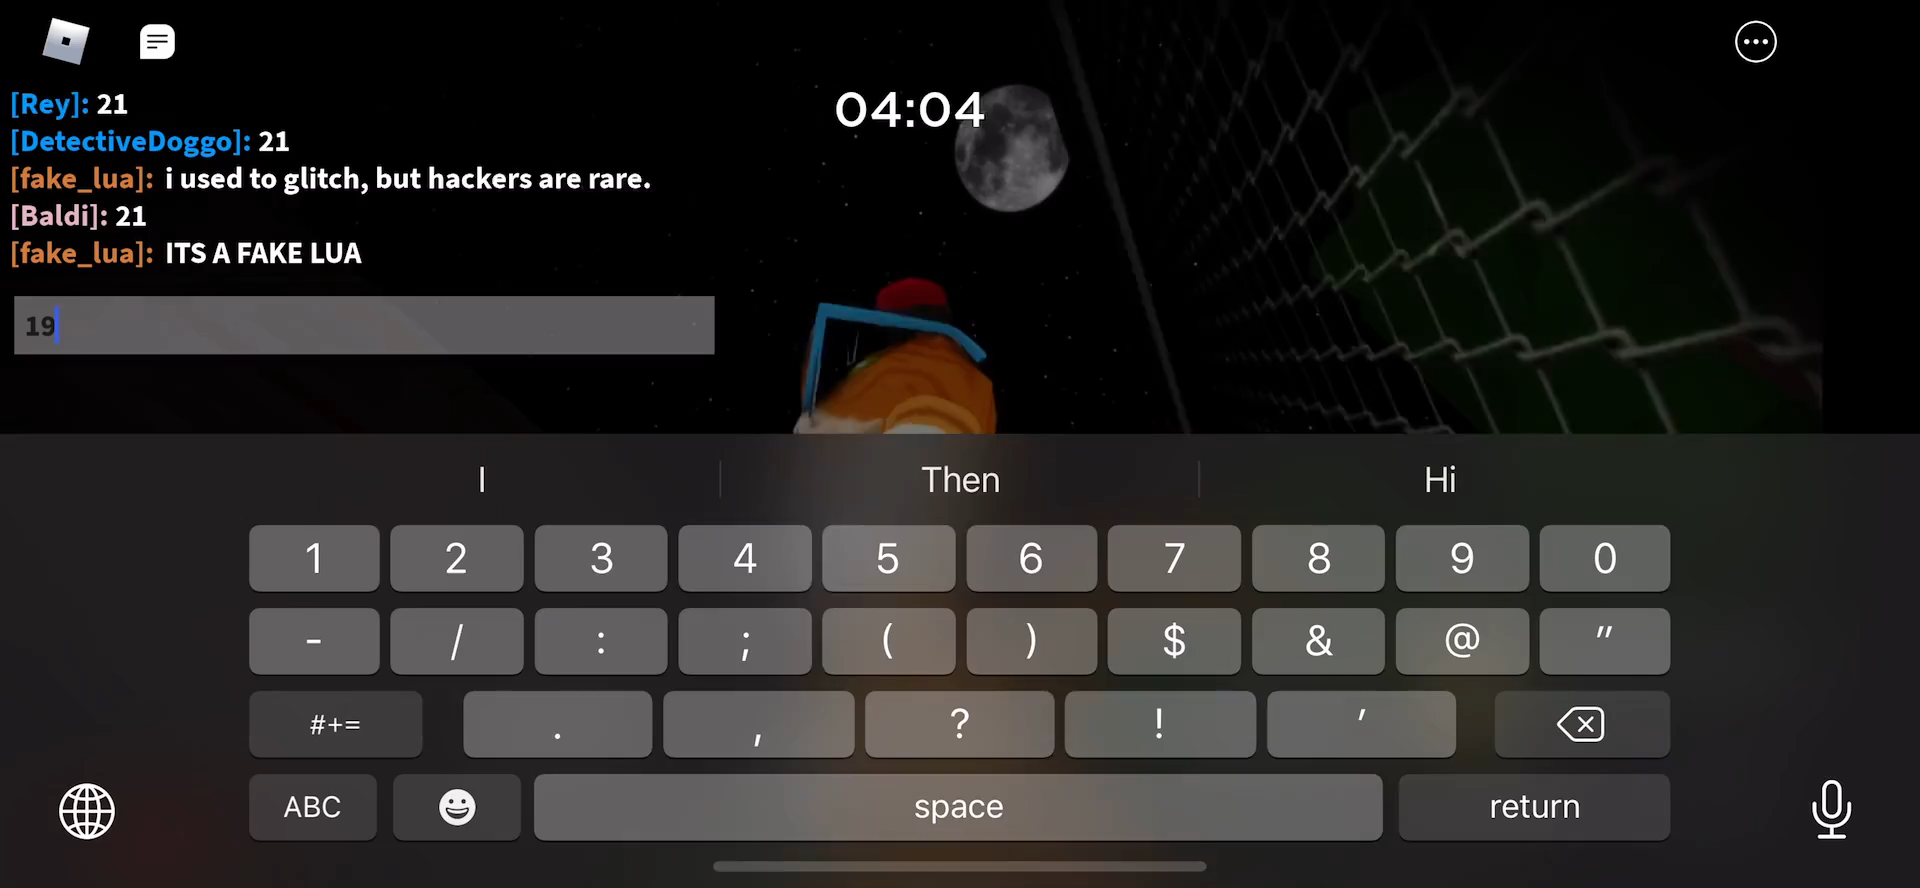 [Rey]: 21
04:04
[DetectiveDoggo]: 21
[fake_lua]: i used to glitch, but hackers are rare.
[Baldi]: 21
[fake_lua]: ITS A FAKE LUA
19
I Then Hi
1 2 3 4 5 6 7 8 9 0
- / : ; ( ) $ & @ "
#+= . , ? ! '
ABC space return